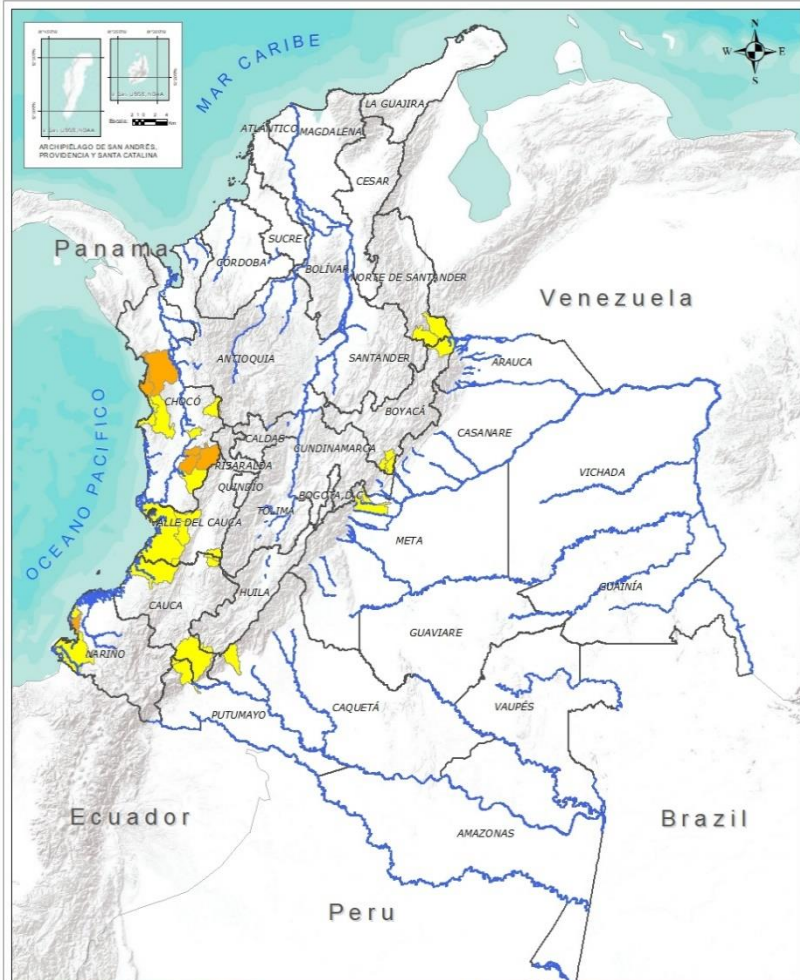 N
W E
S
MAR CARIBE
ARCHIPIÉLAGO DE SAN ANDRÉS,
PROVIDENCIA Y SANTA CATALINA
LA GUAJIRA
ATLÁNTICO
MAGDALENA
CESAR
SUCRE
Panama
CÓRDOBA
BOLÍVAR
NORTE DE SANTANDER
Venezuela
ANTIOQUIA
SANTANDER
ARAUCA
CHOCÓ
BOYACÁ
OCEANO PACIFICO
CALDAS
CUNDINAMARCA
CASANARE
RISARALDA
VICHADA
QUINDIO
BOGOTÁ, D.C.
TOLIMA
VALLE DEL CAUCA
META
HUILA
GUAINÍA
CAUCA
GUAVIARE
NARIÑO
CAQUETÁ
VAUPÉS
PUTUMAYO
Ecuador
Brazil
AMAZONAS
Peru